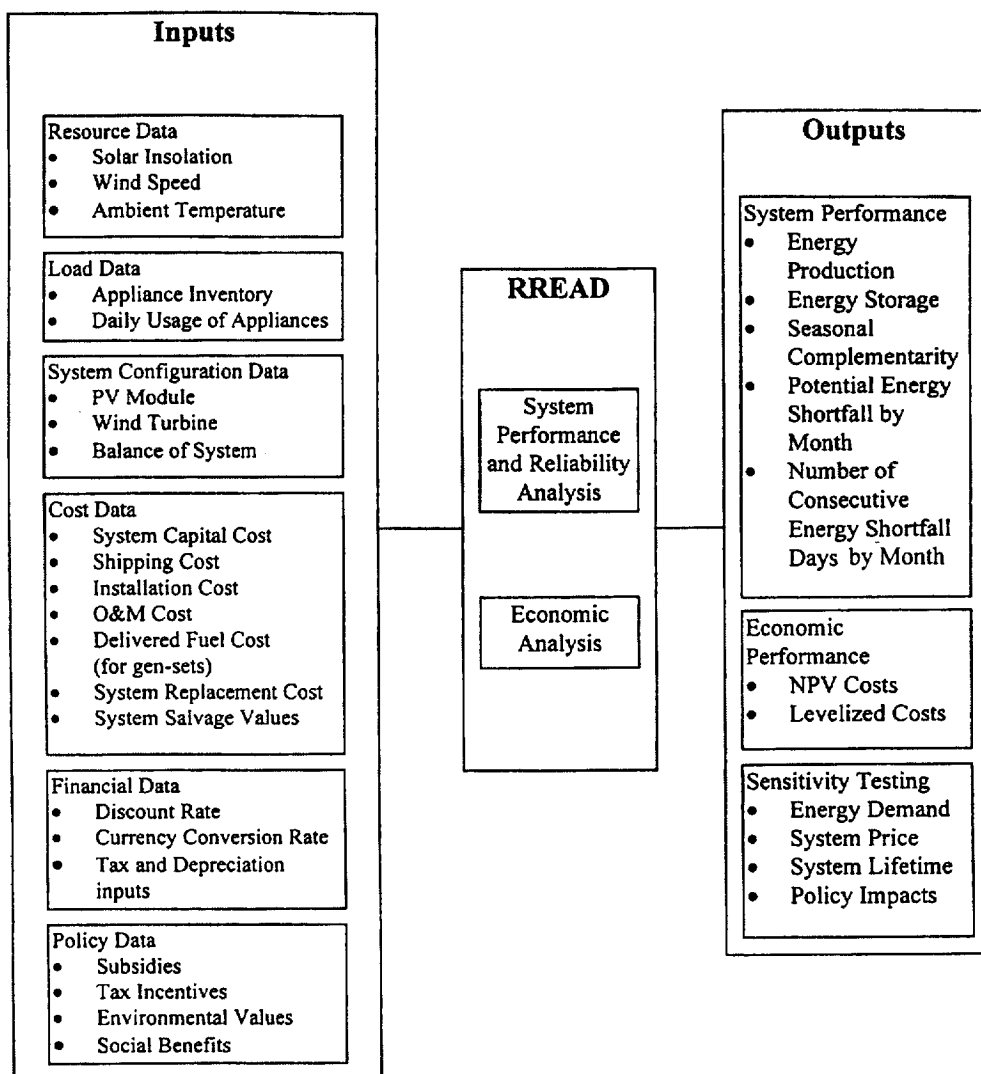 Inputs
Resource Data
• Solar Insolation
• Wind Speed
• Ambient Temperature
Load Data
• Appliance Inventory
• Daily Usage of Appliances
System Configuration Data
• PV Module
• Wind Turbine
• Balance of System
Cost Data
• System Capital Cost
• Shipping Cost
• Installation Cost
• O&M Cost
• Delivered Fuel Cost
(for gen-sets)
• System Replacement Cost
• System Salvage Values
Financial Data
• Discount Rate
• Currency Conversion Rate
• Tax and Depreciation
inputs
Policy Data
• Subsidies
• Tax Incentives
• Environmental Values
• Social Benefits
RREAD
System
Performance
and Reliability
Analysis
Economic
Analysis
Outputs
System Performance
• Energy
Production
• Energy Storage
• Seasonal
Complementarity
• Potential Energy
Shortfall by
Month
• Number of
Consecutive
Energy Shortfall
Days by Month
Economic
Performance
• NPV Costs
• Levelized Costs
Sensitivity Testing
• Energy Demand
• System Price
• System Lifetime
• Policy Impacts